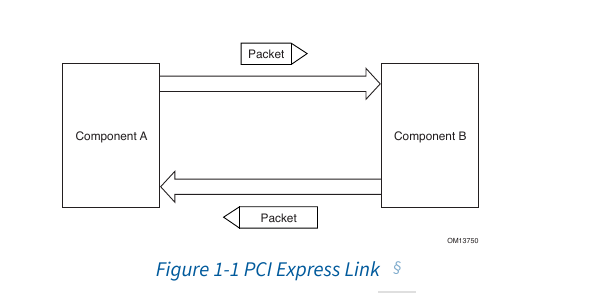 Packet
Component A
Component B
Packet
OM13750
Figure 1-1 PCI Express Link §